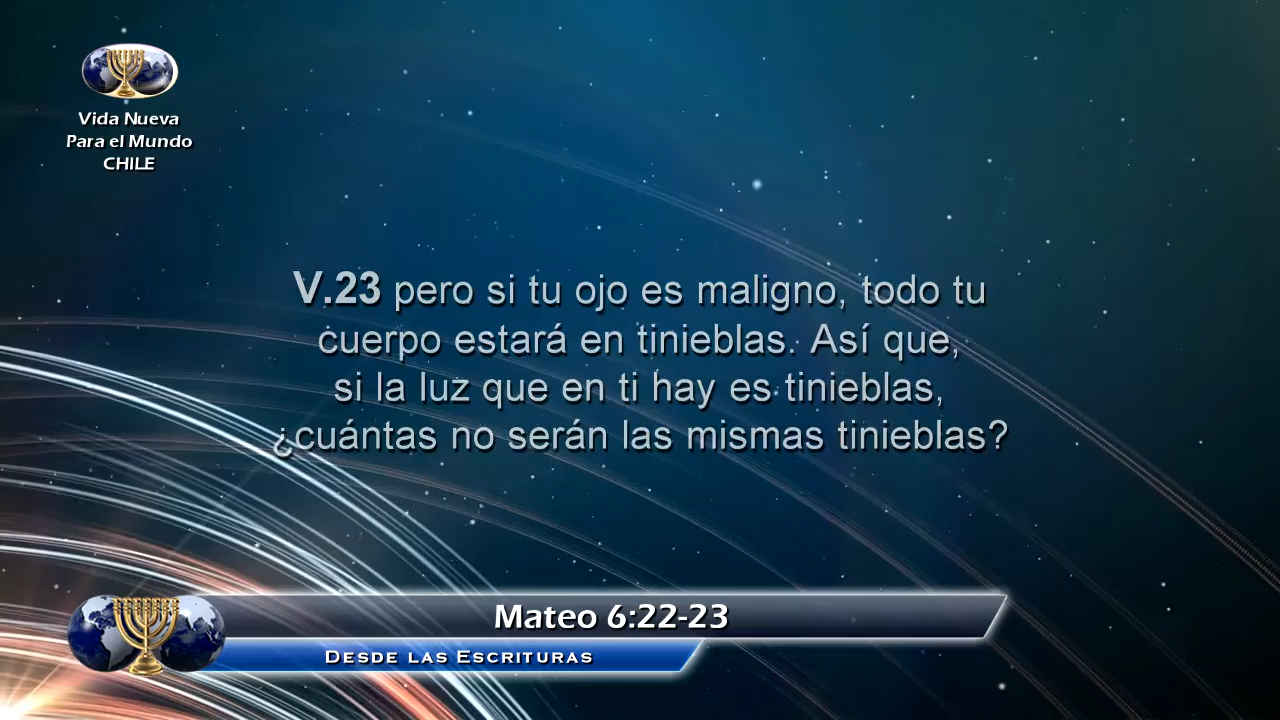 Vida Nueva
Para el Mundo
CHILE
V.23 pero si tu ojo es maligno, todo tu
cuerpo estará en tinieblas. Así que,
si la luz que en ti hay es tinieblas,
¿cuántas no serán las mismas tinieblas?
Mateo 6:22-23
Desde las Escrituras